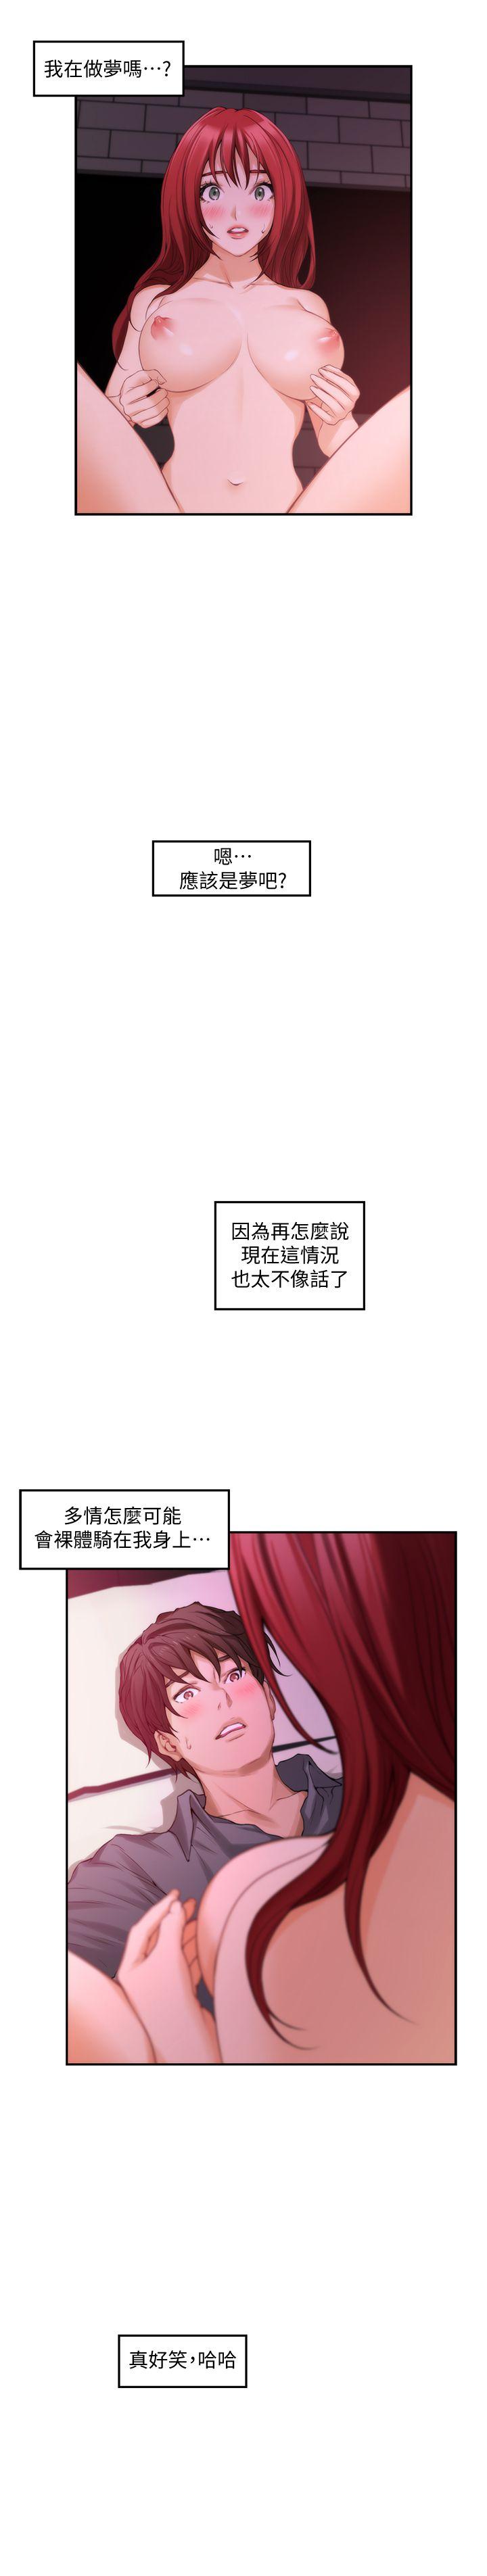 我在做夢嗎⋯?
嗯⋯
應該是夢吧?
因為再怎麼說
現在這情況
也太不像話了
多情怎麼可能
會裸體騎在我身上⋯
真好笑，哈哈